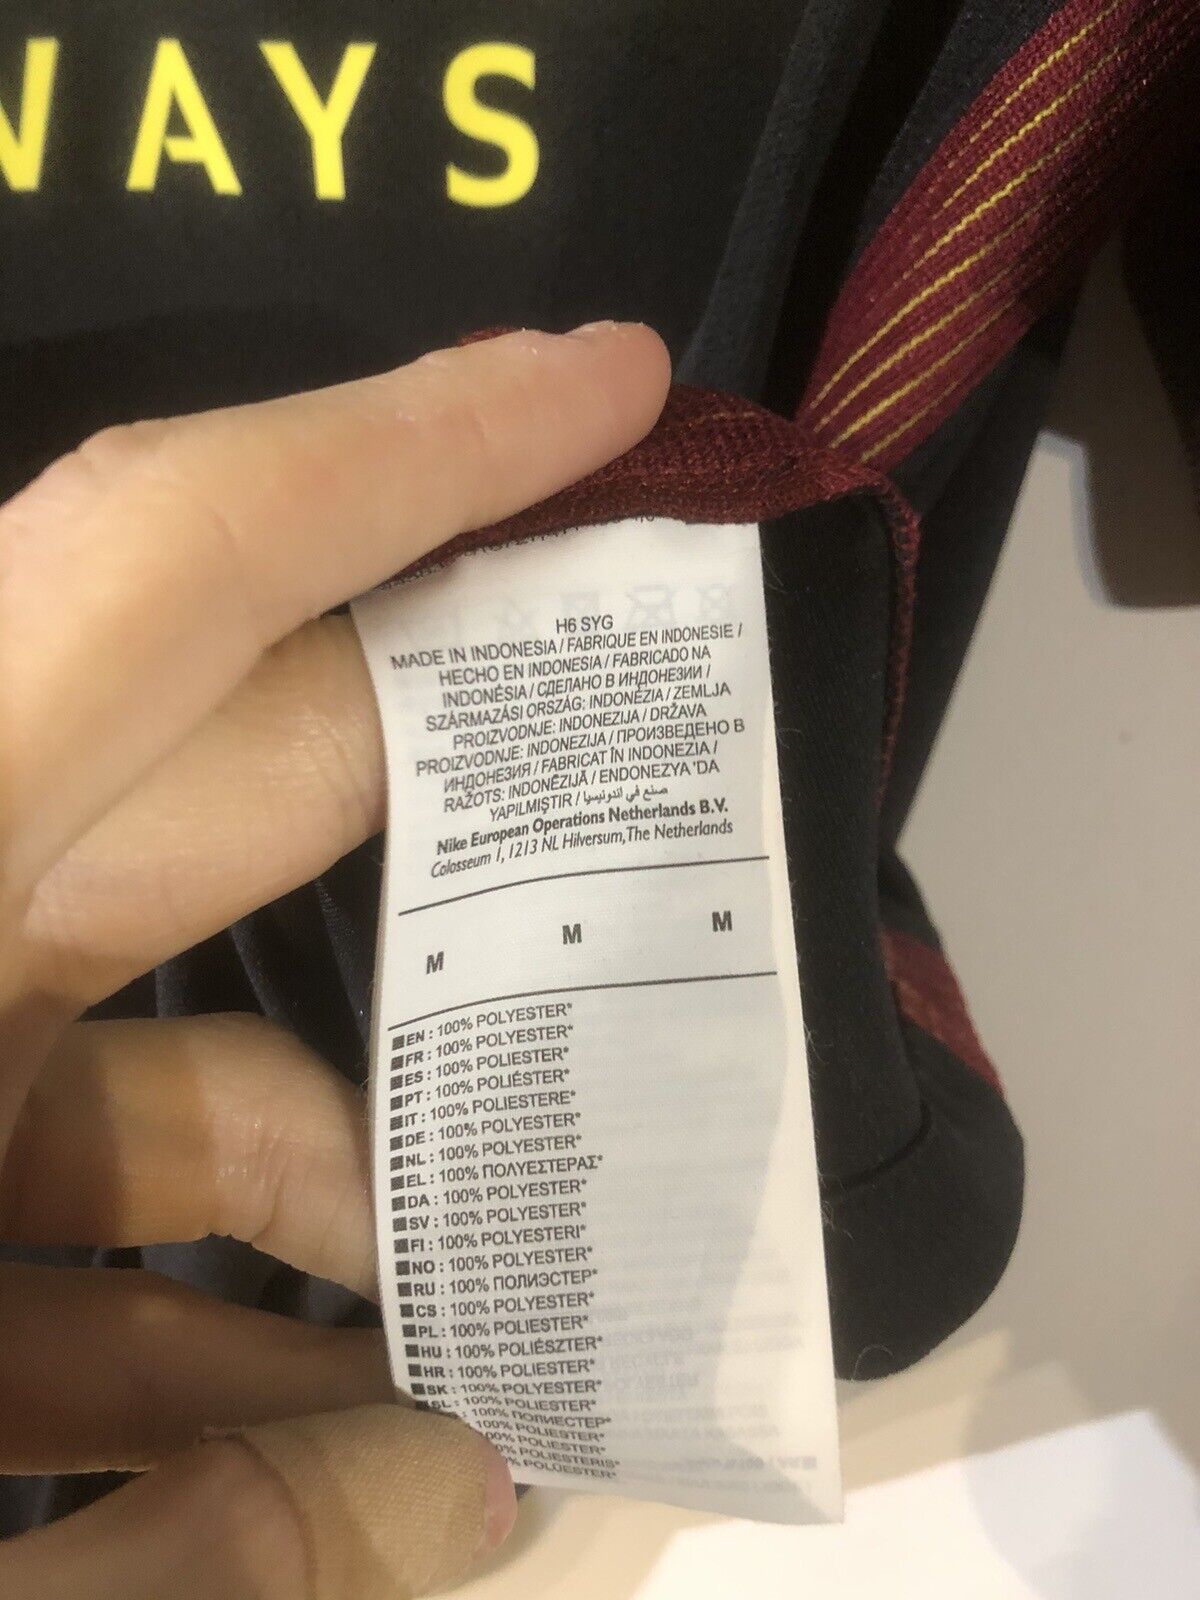 WAYS
H6 SYG
MADE IN INDONESIA / FABRIQUE EN INDONESIE /
HECHO EN INDONESIA / FABRICADO NA
INDONÉSIA / СДЕЛАНО В ИНДОНЕЗИИ /
SZÁRMAZÁSI ORSZÁG: INDONÉZIA / ZEMLJA
PROIZVODNJE: INDONEZIJA / DRŽAVA
PROIZVODNJE: INDONEZIJA / ПРОИЗВЕДЕНО В
ИНДОНЕЗИЯ / FABRICAT ÎN INDONEZIA /
RAŽOTS: INDONĒZIJĀ / ENDONEZYA 'DA
YAPILMIŞTIR / صنع في اندونيسيا
Nike European Operations Netherlands B.V.
Colosseum 1, 1213 NL Hilversum, The Netherlands
M M M
EN : 100% POLYESTER*
FR : 100% POLYESTER*
ES : 100% POLIESTER*
PT : 100% POLIÉSTER*
IT : 100% POLIESTERE*
DE : 100% POLYESTER*
NL : 100% POLYESTER*
EL : 100% ΠΟΛΥΕΣΤΕΡΑΣ*
DA : 100% POLYESTER*
SV : 100% POLYESTER*
FI : 100% POLYESTERI*
NO : 100% POLYESTER*
RU : 100% ПОЛИЭСТЕР*
CS : 100% POLYESTER*
PL : 100% POLIESTER*
HU : 100% POLIÉSZTER*
HR : 100% POLIESTER*
SK : 100% POLYESTER*
SL : 100% POLIESTER*
: 100% ПОЛИЕСТЕР*
100% POLIESTER*
00% POLIESTERIS*
0% POLÜESTER*